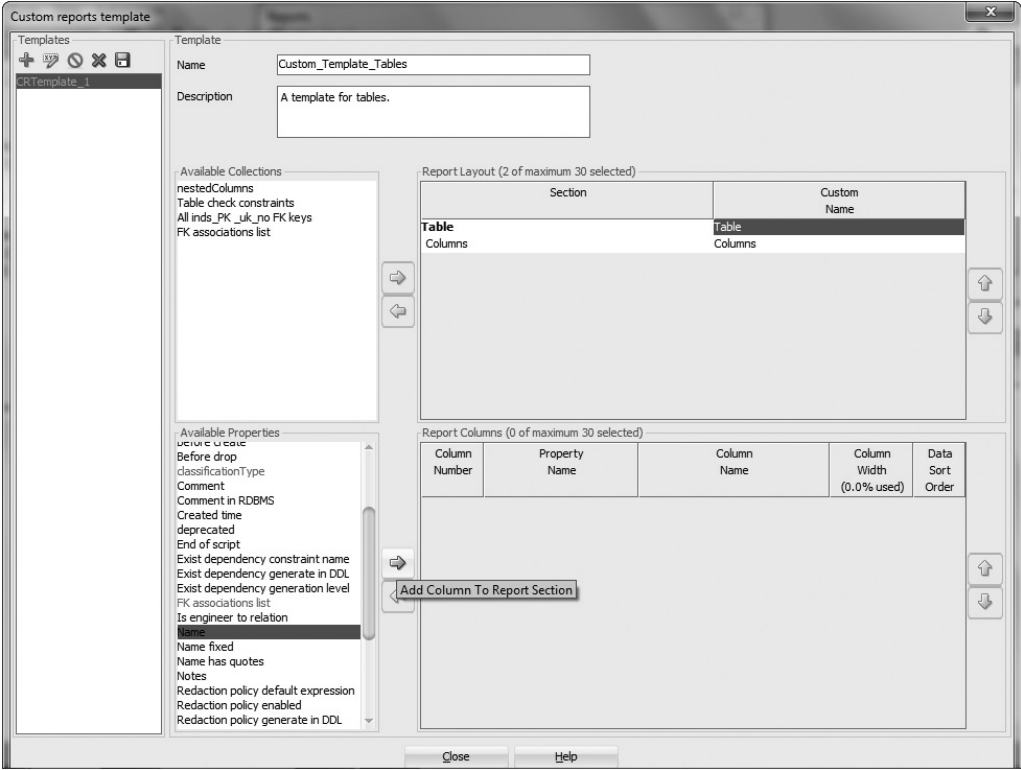 Custom reports template
Templates
CRTemplate_1
Template
Name
Custom_Template_Tables
Description
A template for tables.
Available Collections
nestedColumns
Table check constraints
All inds_PK _uk_no FK keys
FK associations list
Report Layout (2 of maximum 30 selected)
Section
Custom
Name
Table
Table
Columns
Columns
Available Properties
Before create
Before drop
classificationType
Comment
Comment in RDBMS
Created time
deprecated
End of script
Exist dependency constraint name
Exist dependency generate in DDL
Exist dependency generation level
FK associations list
Is engineer to relation
Name
Name fixed
Name has quotes
Notes
Redaction policy default expression
Redaction policy enabled
Redaction policy generate in DDL
Add Column To Report Section
Report Columns (0 of maximum 30 selected)
Column
Number
Property
Name
Column
Name
Column
Width
(0.0% used)
Data
Sort
Order
Close
Help